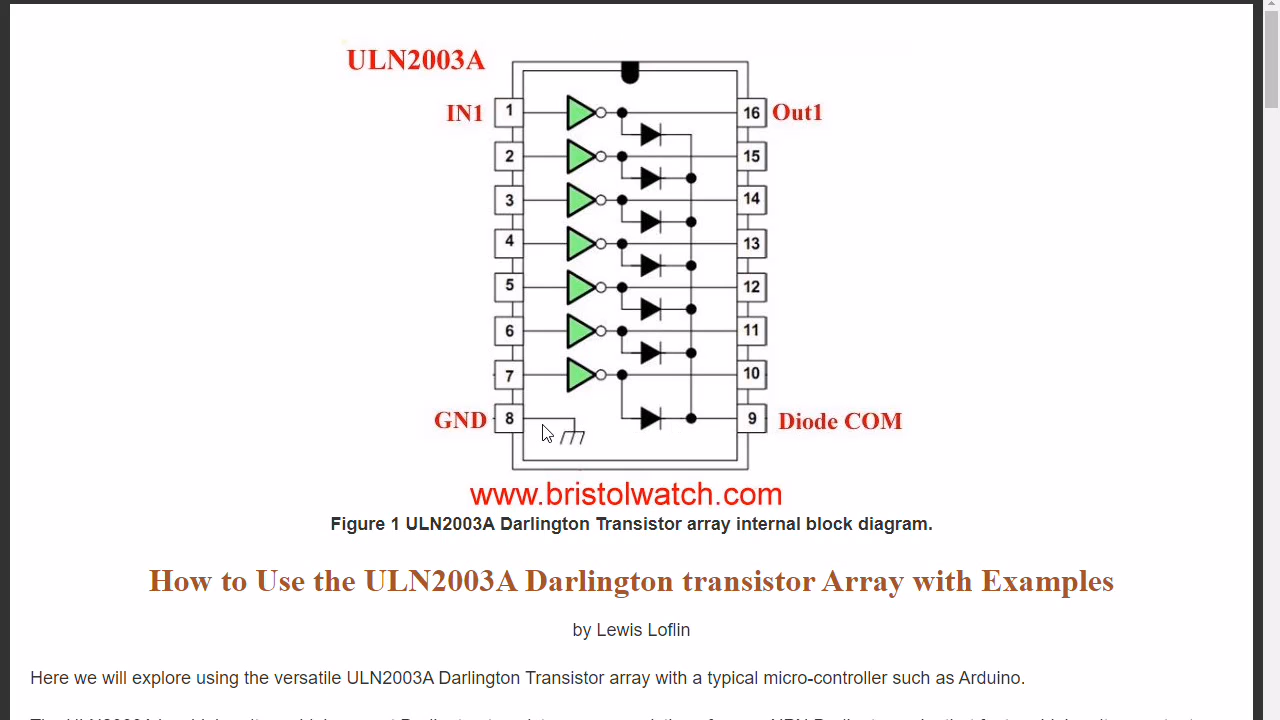 ULN2003A
IN1 1 16 Out1
2 15
3 14
4 13
5 12
6 11
7 10
GND 8 9 Diode COM
www.bristolwatch.com
Figure 1 ULN2003A Darlington Transistor array internal block diagram.
How to Use the ULN2003A Darlington transistor Array with Examples
by Lewis Loflin
Here we will explore using the versatile ULN2003A Darlington Transistor array with a typical micro-controller such as Arduino.